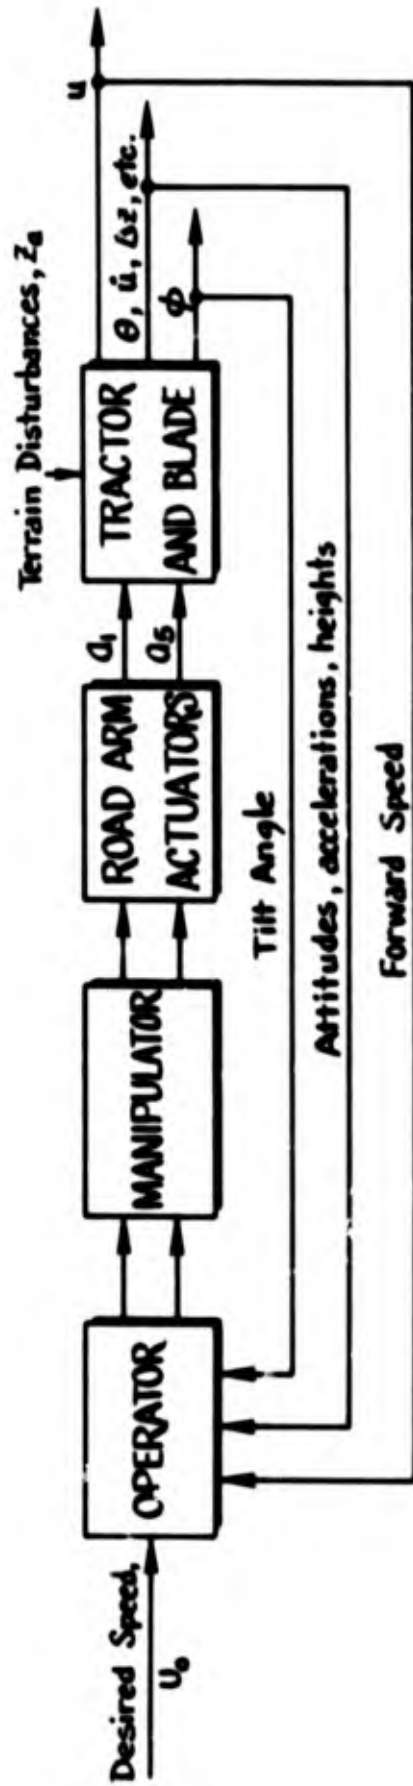 Desired Speed,
U₀
OPERATOR
MANIPULATOR
ROAD ARM
ACTUATORS
a₁
a₅
Terrain Disturbances, Zₐ
TRACTOR
AND BLADE
u
θ, u̇, Δz, etc.
ϕ
Tilt Angle
Attitudes, accelerations, heights
Forward Speed